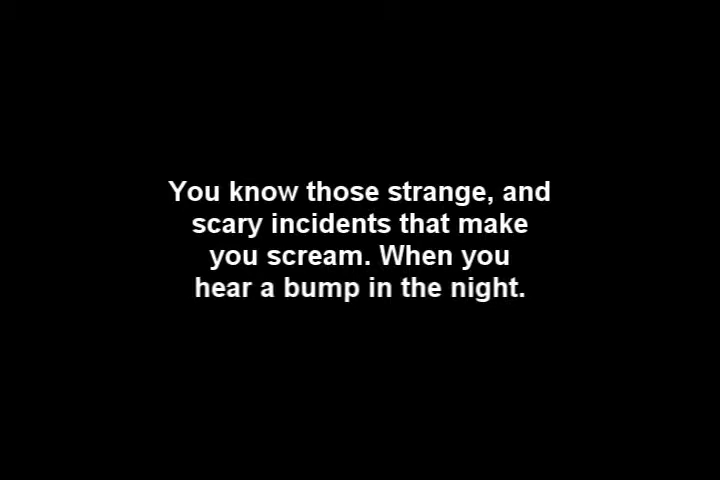 You know those strange, and
scary incidents that make
you scream. When you
hear a bump in the night.